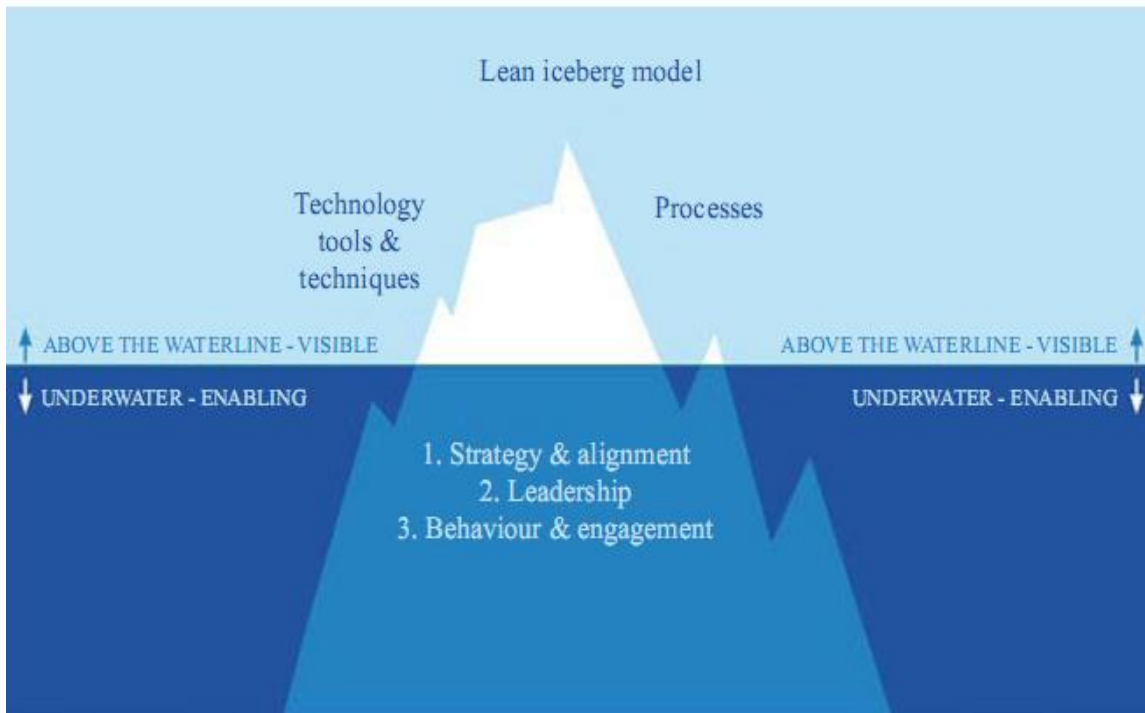 Lean iceberg model
Technology
tools &
techniques
Processes
ABOVE THE WATERLINE - VISIBLE
ABOVE THE WATERLINE - VISIBLE
UNDERWATER - ENABLING
UNDERWATER - ENABLING
1. Strategy & alignment
2. Leadership
3. Behaviour & engagement